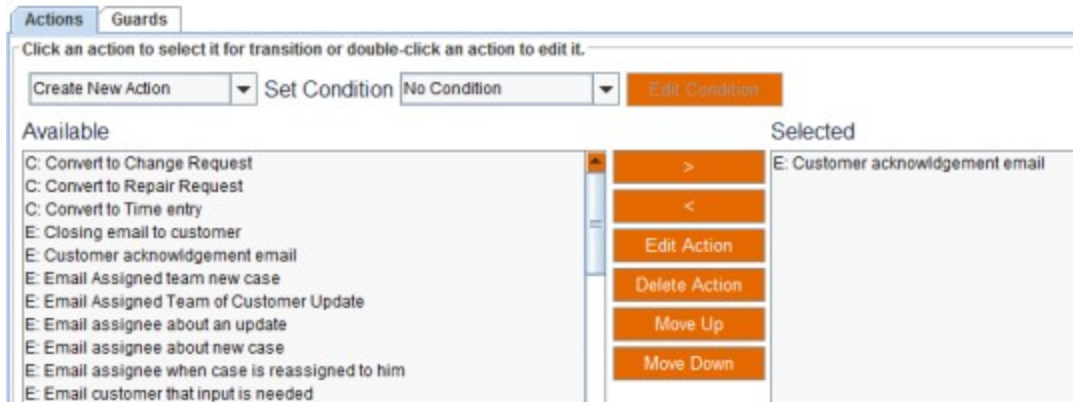 Actions Guards
Click an action to select it for transition or double-click an action to edit it.
Create New Action Set Condition No Condition Edit Condition
Available Selected
C: Convert to Change Request > E: Customer acknowldgement email
C: Convert to Repair Request
C: Convert to Time entry <
E: Closing email to customer
E: Customer acknowldgement email Edit Action
E: Email Assigned team new case Delete Action
E: Email Assigned Team of Customer Update
E: Email assignee about an update Move Up
E: Email assignee about new case
E: Email assignee when case is reassigned to him Move Down
E: Email customer that input is needed